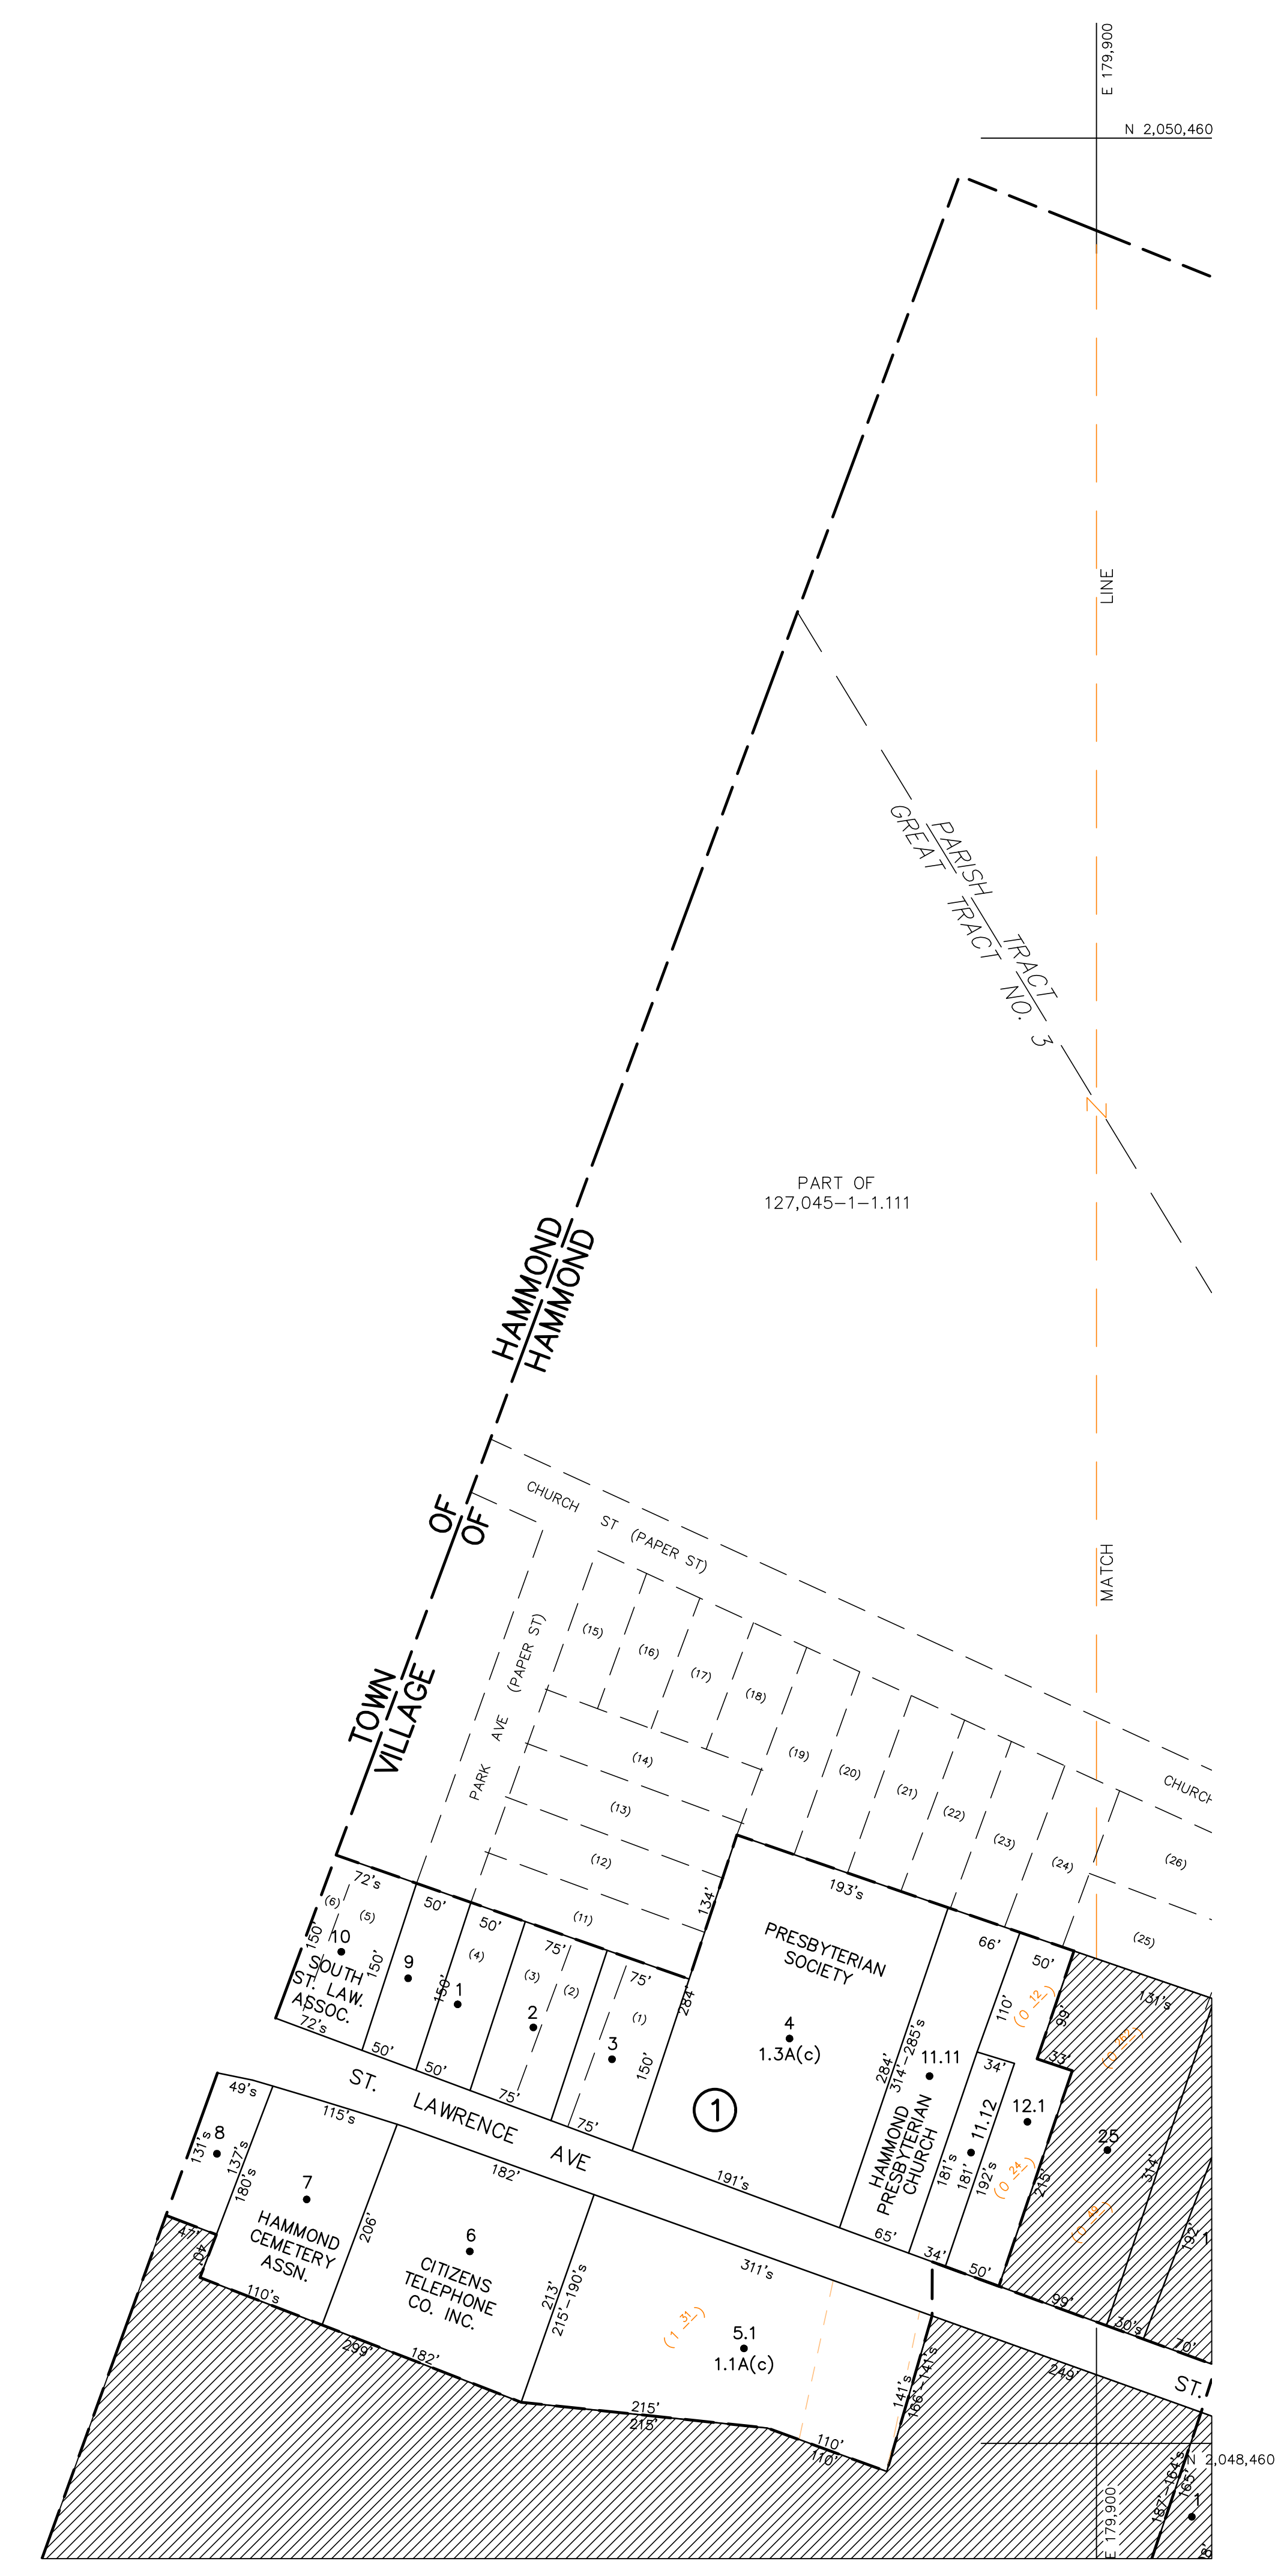 E 179,900
N 2,050,460
LINE
PARISH TRACT
GREAT TRACT NO. 3
Z
PART OF
127,045-1-1.111
HAMMOND
HAMMOND
OF
OF
TOWN
VILLAGE
CHURCH ST (PAPER ST)
MATCH
PARK AVE (PAPER ST)
(15)
(16)
(17)
(18)
(14)
(19)
(20)
(21)
(22)
(23)
(24)
(13)
(12)
(11)
CHURCH
(26)
(25)
72's
50'
50'
75'
75'
134'
193's
66'
50'
131's
(6)
(5)
(4)
(3)
(2)
(1)
150'
150'
150'
150'
284'
10
SOUTH
ST. LAW.
ASSOC.
9
1
2
3
PRESBYTERIAN
SOCIETY
4
1.3A(c)
284'
314'-285's
11.11
HAMMOND
PRESBYTERIAN
CHURCH
110'
(0.12)
99'
33'
34'
11.12
12.1
(0.24)
181's
181'
192's
215'
25
(0.49)
314'
192'
72's
50'
50'
75'
75'
191's
65'
34'
50'
99'
30's
70'
1
ST. LAWRENCE AVE
49's
115's
182'
311's
249'
ST.
131's
8
137's
180's
7
HAMMOND
CEMETERY
ASSN.
206'
6
CITIZENS
TELEPHONE
CO. INC.
213'
215'-190's
(1.31)
5.1
1.1A(c)
141's
166'-141's
47'
40'
110's
299'
182'
215'
215'
110'
110'
N 2,048,460
E 179,900
187'-164's
165'
1
8'